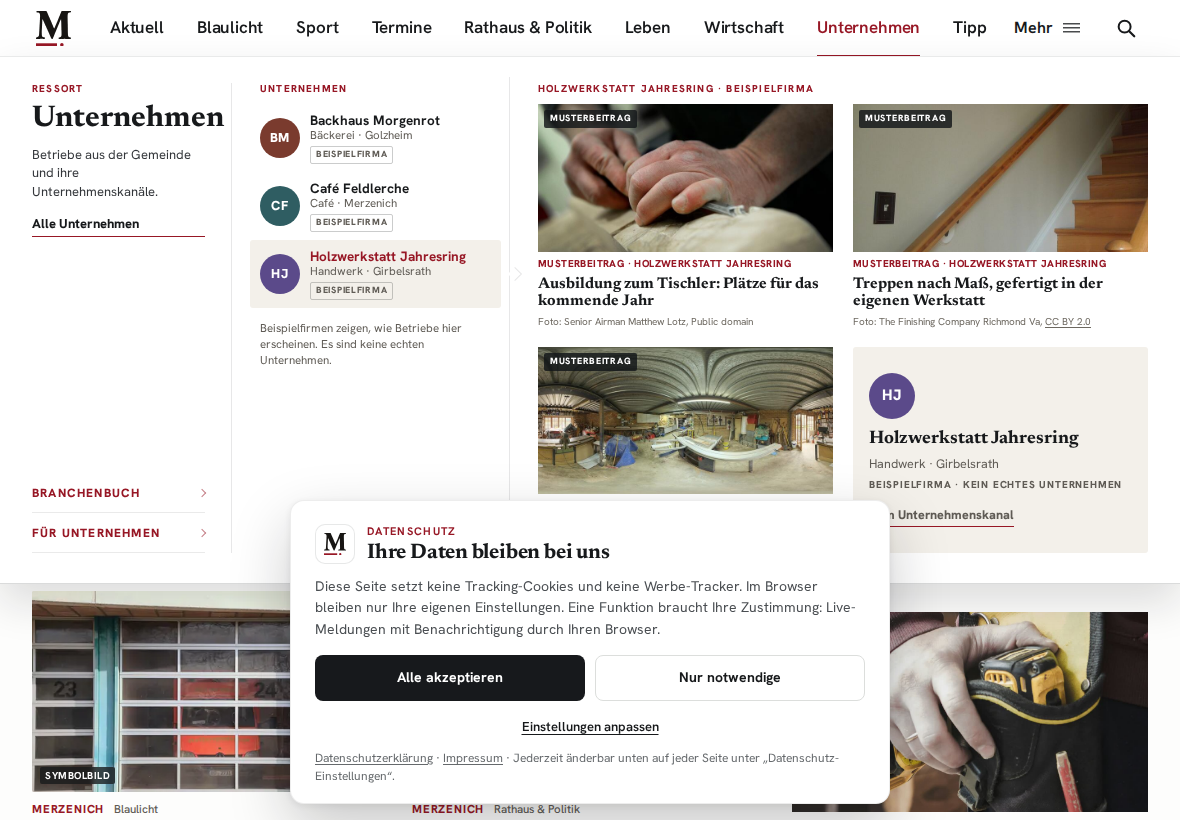 M.
Aktuell
Blaulicht
Sport
Termine
Rathaus & Politik
Leben
Wirtschaft
Unternehmen
Tipp
Mehr
RESSORT
Unternehmen
Betriebe aus der Gemeinde
und ihre
Unternehmenskanäle.
Alle Unternehmen
BRANCHENBUCH
FÜR UNTERNEHMEN
UNTERNEHMEN
BM
Backhaus Morgenrot
Bäckerei · Golzheim
BEISPIELFIRMA
CF
Café Feldlerche
Café · Merzenich
BEISPIELFIRMA
HJ
Holzwerkstatt Jahresring
Handwerk · Girbelsrath
BEISPIELFIRMA
Beispielfirmen zeigen, wie Betriebe hier
erscheinen. Es sind keine echten
Unternehmen.
HOLZWERKSTATT JAHRESRING · BEISPIELFIRMA
MUSTERBEITRAG
MUSTERBEITRAG · HOLZWERKSTATT JAHRESRING
Ausbildung zum Tischler: Plätze für das
kommende Jahr
Foto: Senior Airman Matthew Lotz, Public domain
MUSTERBEITRAG
MUSTERBEITRAG · HOLZWERKSTATT JAHRESRING
Treppen nach Maß, gefertigt in der
eigenen Werkstatt
Foto: The Finishing Company Richmond Va, CC BY 2.0
MUSTERBEITRAG
HJ
Holzwerkstatt Jahresring
Handwerk · Girbelsrath
BEISPIELFIRMA · KEIN ECHTES UNTERNEHMEN
Unternehmenskanal
M.
DATENSCHUTZ
Ihre Daten bleiben bei uns
Diese Seite setzt keine Tracking-Cookies und keine Werbe-Tracker. Im Browser
bleiben nur Ihre eigenen Einstellungen. Eine Funktion braucht Ihre Zustimmung: Live-
Meldungen mit Benachrichtigung durch Ihren Browser.
Alle akzeptieren
Nur notwendige
Einstellungen anpassen
Datenschutzerklärung · Impressum · Jederzeit änderbar unten auf jeder Seite unter „Datenschutz-
Einstellungen“.
23
24
SYMBOLBILD
MERZENICH Blaulicht
MERZENICH Rathaus & Politik